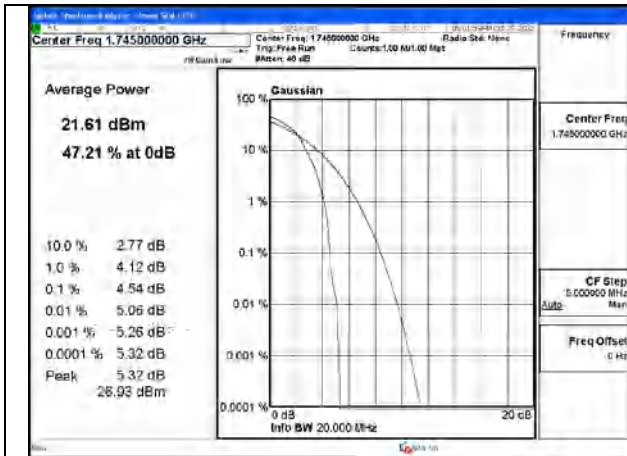 Center Freq 1.745000000 GHz
Center Freq: 1.745000000 GHz
Radio Std: None
Trig: Free Run
Counts:1.00 M/1.00 Mpt
#Atten: 40 dB
Frequency
Average Power
21.61 dBm
47.21 % at 0dB
10.0 % 2.77 dB
1.0 % 4.12 dB
0.1 % 4.54 dB
0.01 % 5.06 dB
0.001 % 5.26 dB
0.0001 % 5.32 dB
Peak 5.32 dB
26.93 dBm
Gaussian
100 %
10 %
1 %
0.1 %
0.01 %
0.001 %
0.0001 %
0 dB
20 dB
Info BW 20.000 MHz
Center Freq
1.745000000 GHz
CF Step
5.000000 MHz
Auto Man
Freq Offset
0 Hz